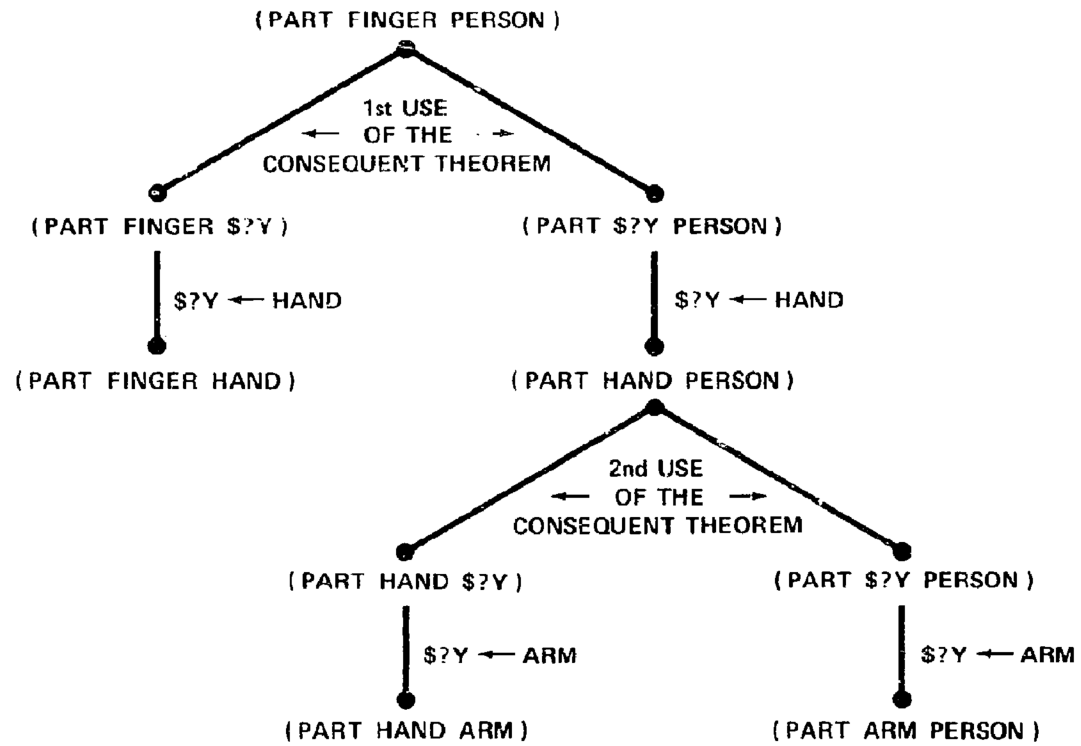 (PART FINGER PERSON)
1st USE
← OF THE →
CONSEQUENT THEOREM
(PART FINGER $?Y)
(PART $?Y PERSON)
$?Y ← HAND
$?Y ← HAND
(PART FINGER HAND)
(PART HAND PERSON)
2nd USE
← OF THE →
CONSEQUENT THEOREM
(PART HAND $?Y)
(PART $?Y PERSON)
$?Y ← ARM
$?Y ← ARM
(PART HAND ARM)
(PART ARM PERSON)